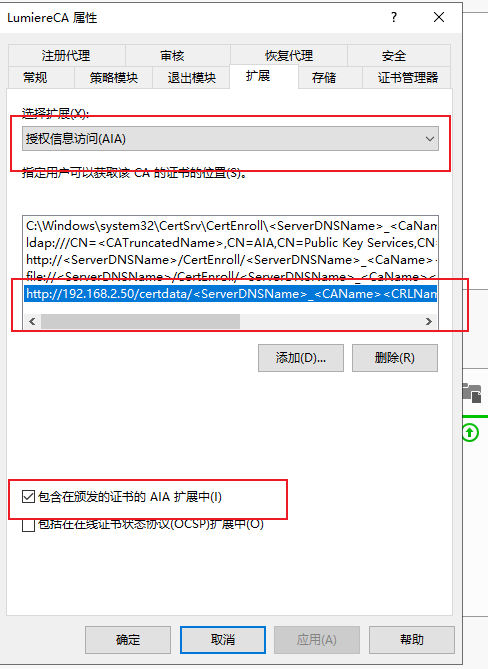 LumiereCA 属性
注册代理 审核 恢复代理 安全
常规 策略模块 退出模块 扩展 存储 证书管理器
选择扩展(X):
授权信息访问(AIA)
指定用户可以获取该 CA 的证书的位置(S)。
C:\Windows\system32\CertSrv\CertEnroll\<ServerDNSName>_<CaNam
ldap:///CN=<CATruncatedName>,CN=AIA,CN=Public Key Services,CN=
http://<ServerDNSName>/CertEnroll/<ServerDNSName>_<CaName>
file://<ServerDNSName>/CertEnroll/<ServerDNSName>_<CaName><
http://192.168.2.50/certdata/<ServerDNSName>_<CAName><CRLNam
添加(D)... 删除(R)
包含在颁发的证书的 AIA 扩展中(I)
包括在在线证书状态协议(OCSP)扩展中(O)
确定 取消 应用(A) 帮助